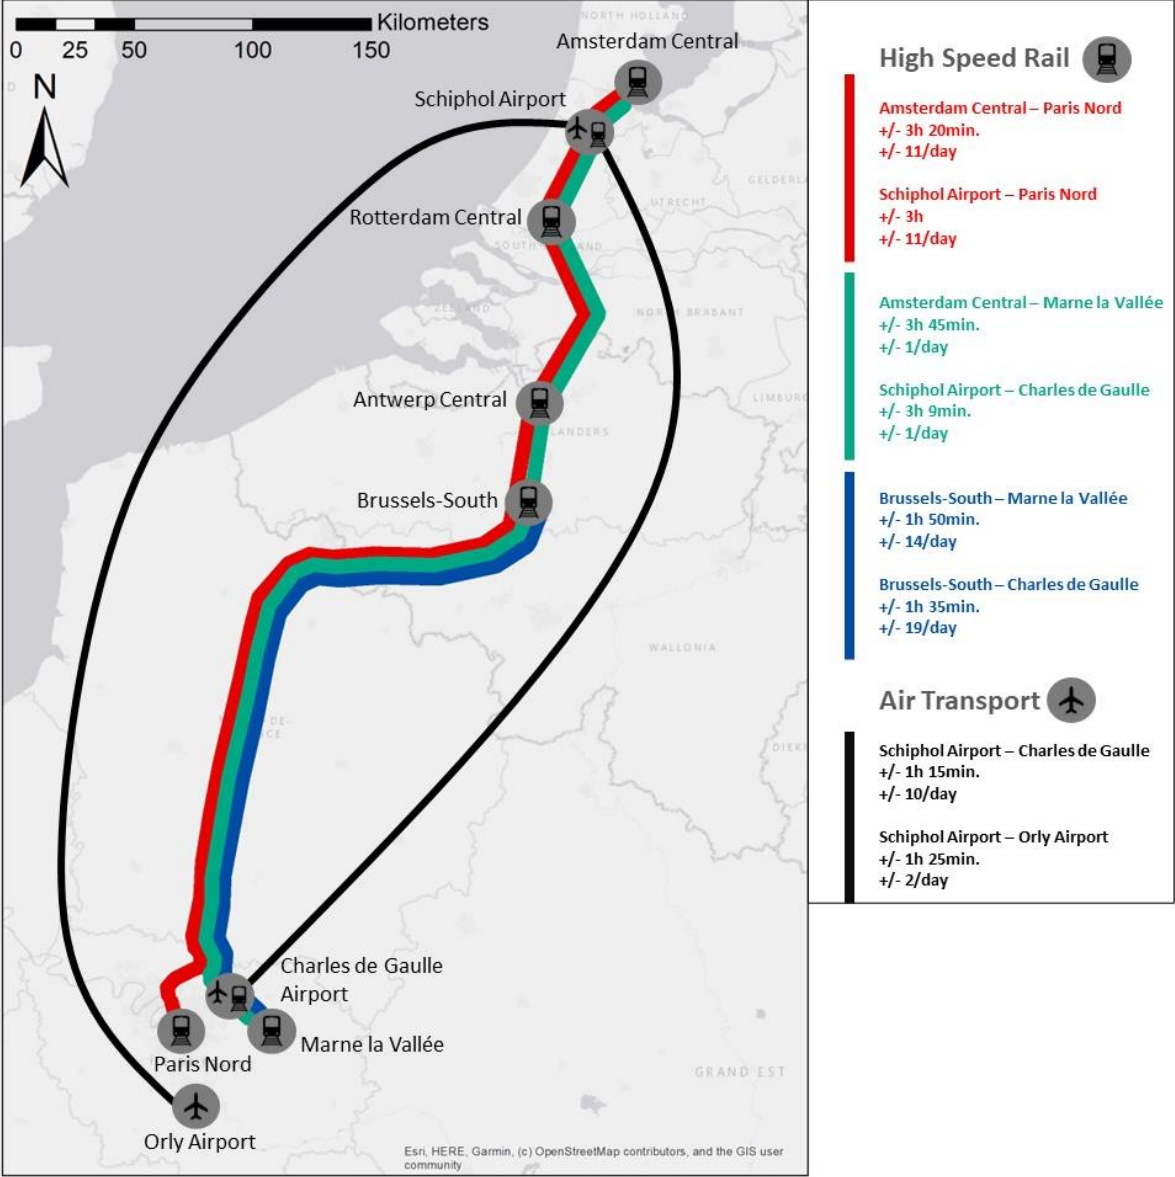 Kilometers
0 25 50 100 150
N
NORTH HOLLAND
Amsterdam Central
Schiphol Airport
GELDERLA
UTRECHT
Rotterdam Central
ZEELAND
NORTH BRABANT
Antwerp Central
LIMBURG
LANDERS
Brussels-South
WALLONIA
DIEKI
Charles de Gaulle
Airport
Marne la Vallée
Paris Nord
GRAND EST
Orly Airport
Esri, HERE, Garmin, (c) OpenStreetMap contributors, and the GIS user
community
High Speed Rail
Amsterdam Central – Paris Nord
+/- 3h 20min.
+/- 11/day
Schiphol Airport – Paris Nord
+/- 3h
+/- 11/day
Amsterdam Central – Marne la Vallée
+/- 3h 45min.
+/- 1/day
Schiphol Airport – Charles de Gaulle
+/- 3h 9min.
+/- 1/day
Brussels-South – Marne la Vallée
+/- 1h 50min.
+/- 14/day
Brussels-South – Charles de Gaulle
+/- 1h 35min.
+/- 19/day
Air Transport
Schiphol Airport – Charles de Gaulle
+/- 1h 15min.
+/- 10/day
Schiphol Airport – Orly Airport
+/- 1h 25min.
+/- 2/day